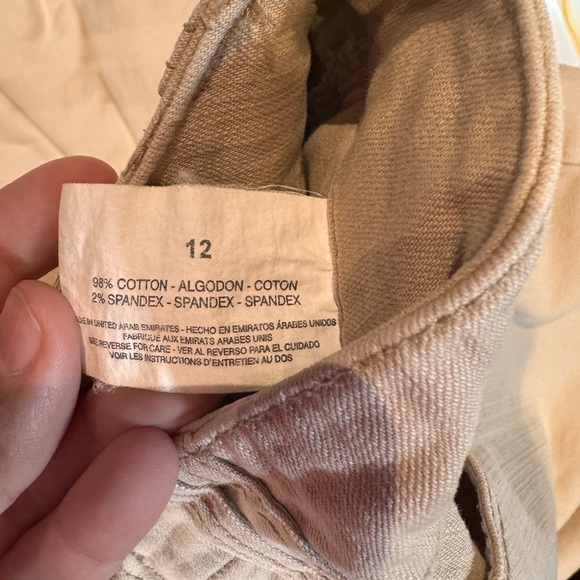 12
98% COTTON - ALGODON - COTON
2% SPANDEX - SPANDEX - SPANDEX
IN UNITED ARAB EMIRATES - HECHO EN EMIRATOS ÁRABES UNIDOS
FABRIQUÉ AUX EMIRATS ARABES UNIS
SEE REVERSE FOR CARE - VER AL REVERSO PARA EL CUIDADO
VOIR LES INSTRUCTIONS D'ENTRETIEN AU DOS